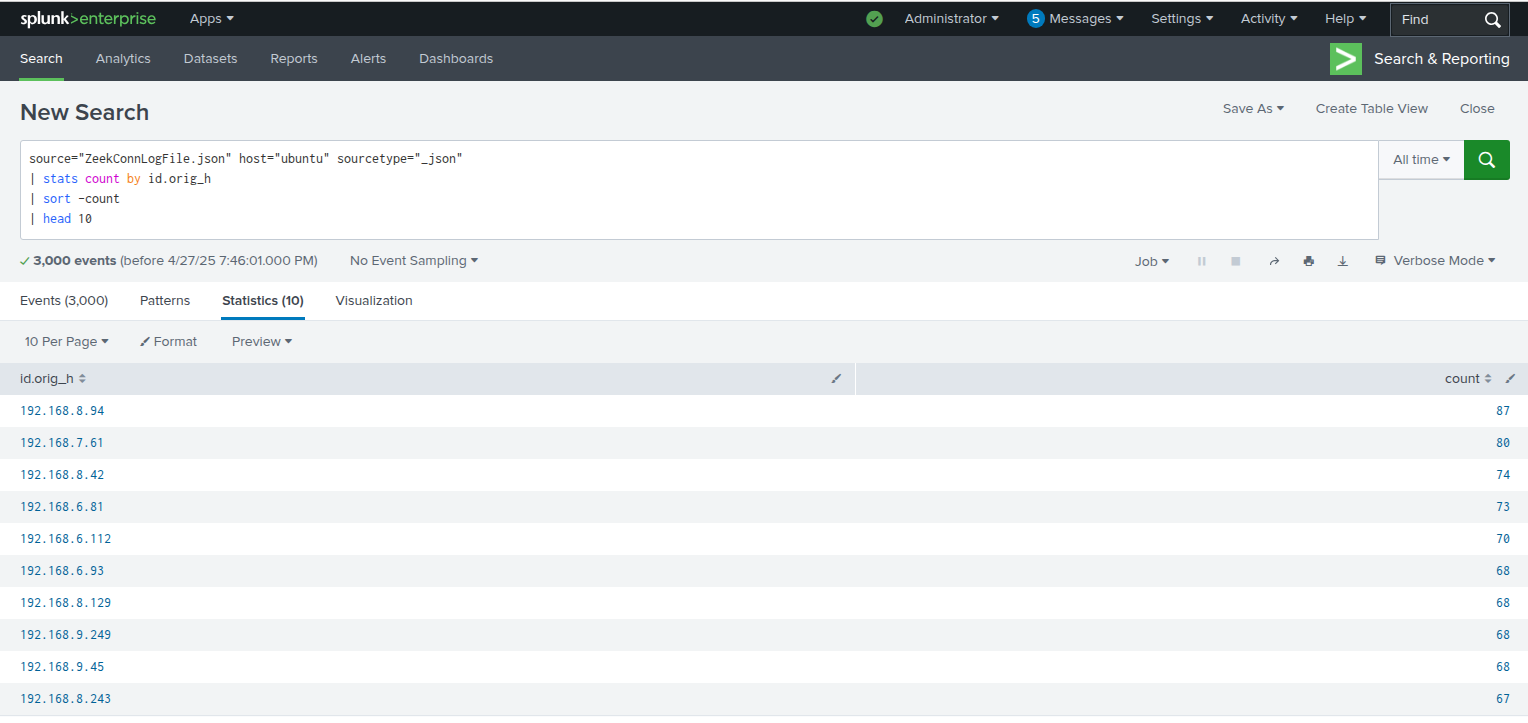 splunk>enterprise Apps Administrator 5 Messages Settings Activity Help Find
Search Analytics Datasets Reports Alerts Dashboards Search & Reporting
New Search Save As Create Table View Close
source="ZeekConnLogFile.json" host="ubuntu" sourcetype="_json" All time
| stats count by id.orig_h
| sort -count
| head 10
3,000 events (before 4/27/25 7:46:01.000 PM) No Event Sampling Job Verbose Mode
Events (3,000) Patterns Statistics (10) Visualization
10 Per Page Format Preview
id.orig_h count
192.168.8.94 87
192.168.7.61 80
192.168.8.42 74
192.168.6.81 73
192.168.6.112 70
192.168.6.93 68
192.168.8.129 68
192.168.9.249 68
192.168.9.45 68
192.168.8.243 67